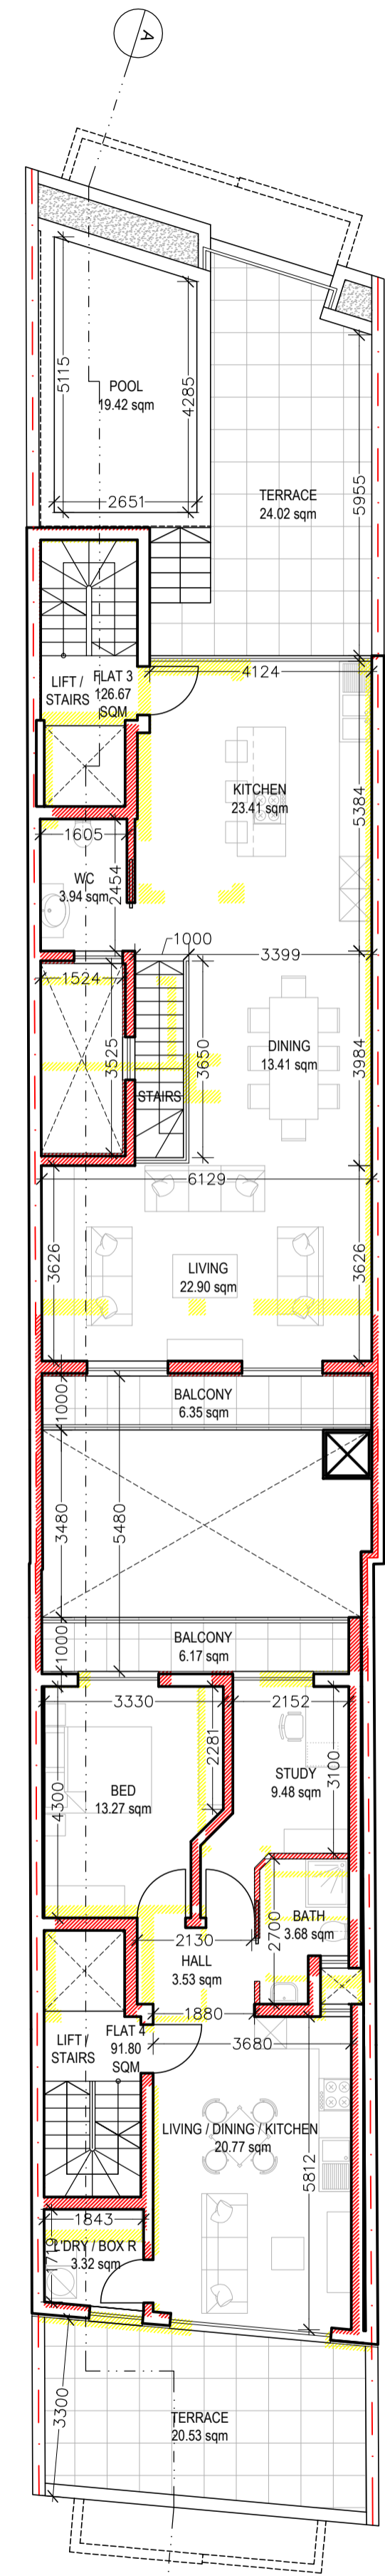 A
5115
POOL
19.42 sqm
4285
2651
TERRACE
24.02 sqm
5955
4124
LIFT /
STAIRS
FLAT 3
126.67
SQM
KITCHEN
23.41 sqm
5384
1605
WC
3.94 sqm
2454
1000
3399
1524
3525
3650
DINING
13.41 sqm
3984
STAIRS
6129
3626
LIVING
22.90 sqm
3626
1000
BALCONY
6.35 sqm
3480
5480
1000
BALCONY
6.17 sqm
3330
2152
2281
4300
BED
13.27 sqm
STUDY
9.48 sqm
3100
BATH
3.68 sqm
2700
2130
HALL
3.53 sqm
1880
3680
LIFT /
STAIRS
FLAT 4
91.80
SQM
LIVING / DINING / KITCHEN
20.77 sqm
5812
1843
1719
L'DRY / BOX R
3.32 sqm
3300
TERRACE
20.53 sqm